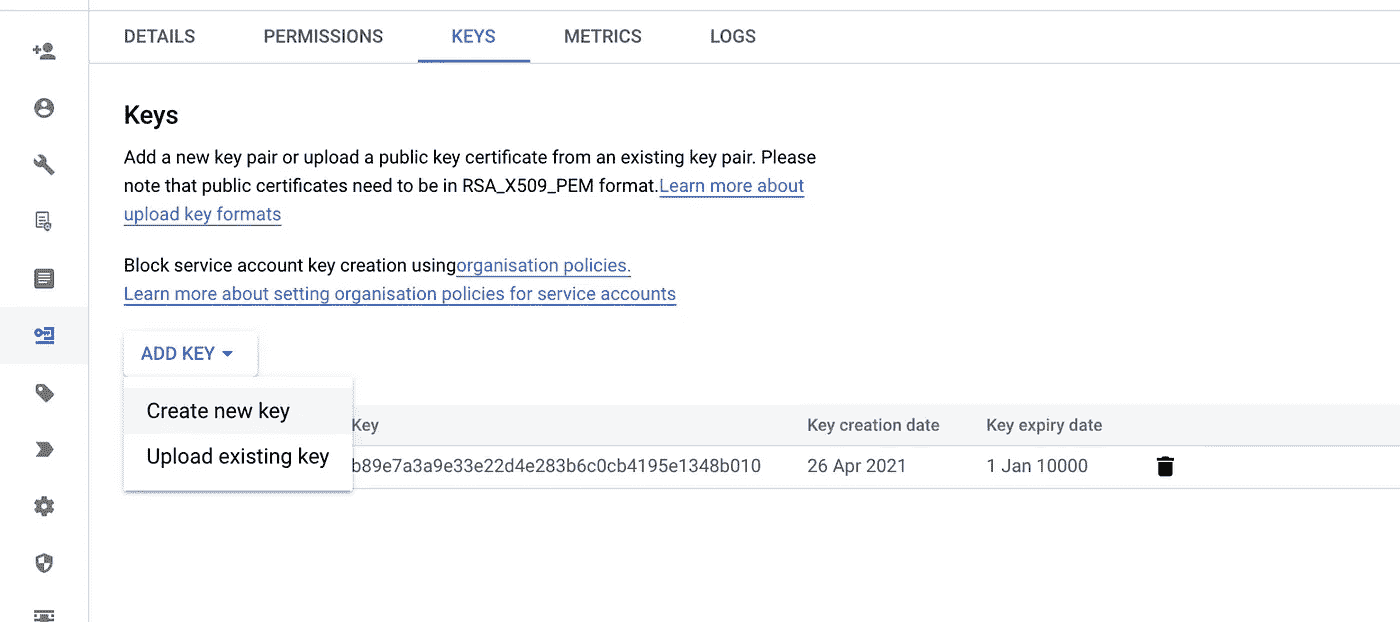 DETAILS PERMISSIONS KEYS METRICS LOGS
Keys
Add a new key pair or upload a public key certificate from an existing key pair. Please
note that public certificates need to be in RSA_X509_PEM format.Learn more about
upload key formats
Block service account key creation usingorganisation policies.
Learn more about setting organisation policies for service accounts
ADD KEY
Create new key
Upload existing key
Key Key creation date Key expiry date
b89e7a3a9e33e22d4e283b6c0cb4195e1348b010 26 Apr 2021 1 Jan 10000